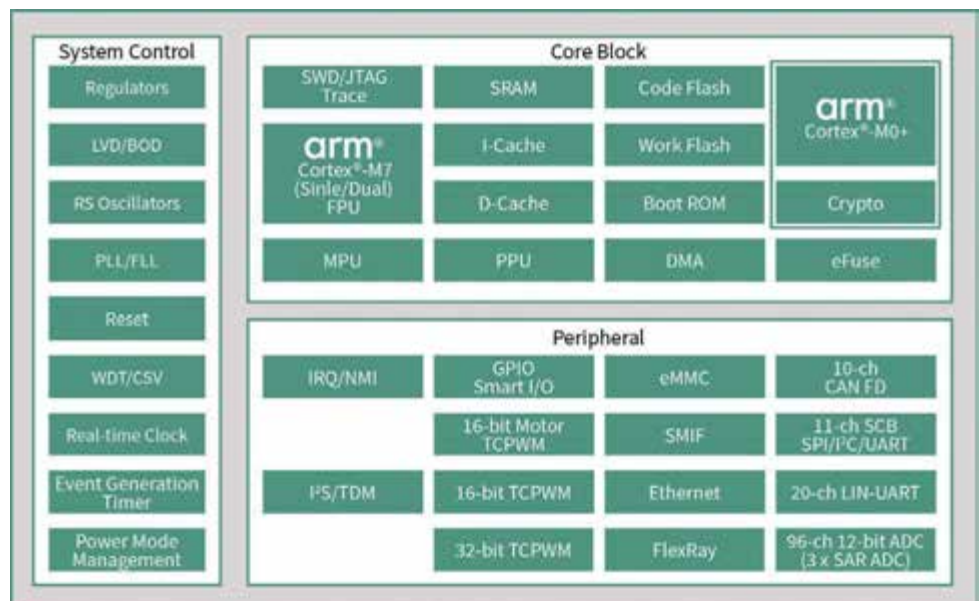 System Control
Regulators
LVD/BOD
RS Oscillators
PLL/FLL
Reset
WDT/CSV
Real-time Clock
Event Generation
Timer
Power Mode
Management
Core Block
SWD/JTAG
Trace
SRAM
Code Flash
arm®
Cortex®-M0+
arm®
Cortex®-M7
(Sinle/Dual)
FPU
I-Cache
Work Flash
D-Cache
Boot ROM
Crypto
MPU
PPU
DMA
eFuse
Peripheral
IRQ/NMI
GPIO
Smart I/O
eMMC
10-ch
CAN FD
16-bit Motor
TCPWM
SMIF
11-ch SCB
SPI/I²C/UART
I²S/TDM
16-bit TCPWM
Ethernet
20-ch LIN-UART
32-bit TCPWM
FlexRay
96-ch 12-bit ADC
(3 x SAR ADC)